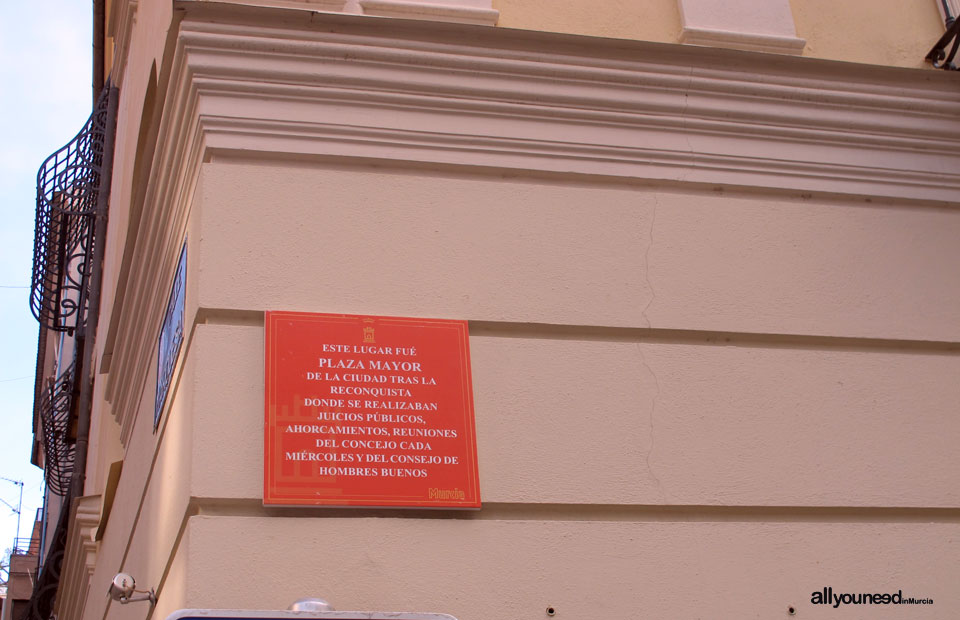 ESTE LUGAR FUÉ
PLAZA MAYOR
DE LA CIUDAD TRAS LA
RECONQUISTA
DONDE SE REALIZABAN
JUICIOS PÚBLICOS,
AHORCAMIENTOS, REUNIONES
DEL CONCEJO CADA
MIÉRCOLES Y DEL CONSEJO DE
HOMBRES BUENOS
Murcia
allyouneedinMurcia